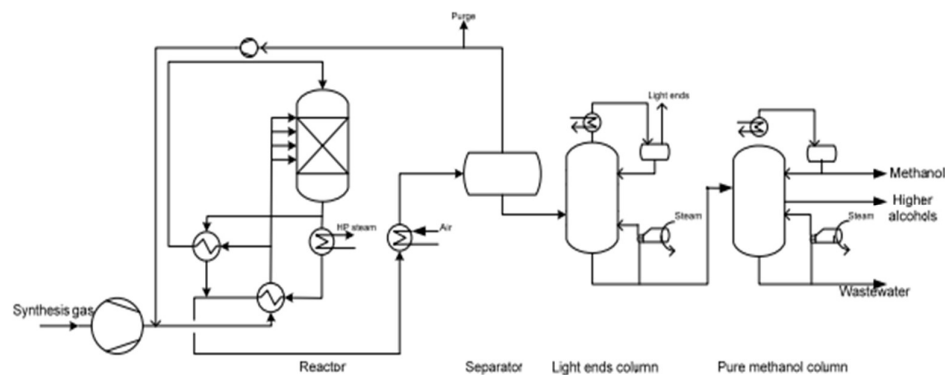 Purge
Light ends
Methanol
Higher
alcohols
HP steam
Air
Steam
Steam
Wastewater
Synthesis gas
Reactor
Separator
Light ends column
Pure methanol column